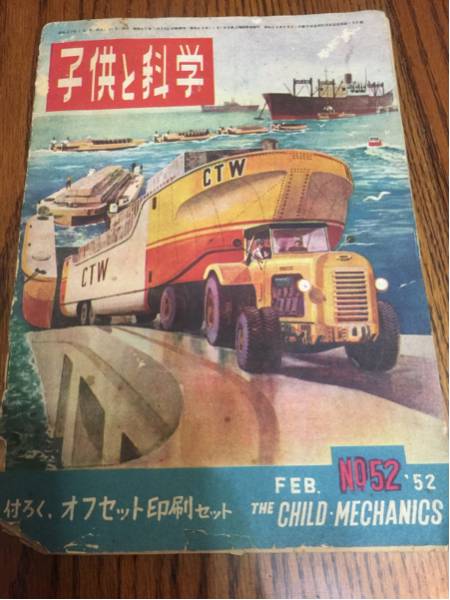 子供と科学
CTW
CTW
FEB. NO52 '52
付ろく、オフセット印刷セット
THE CHILD・MECHANICS